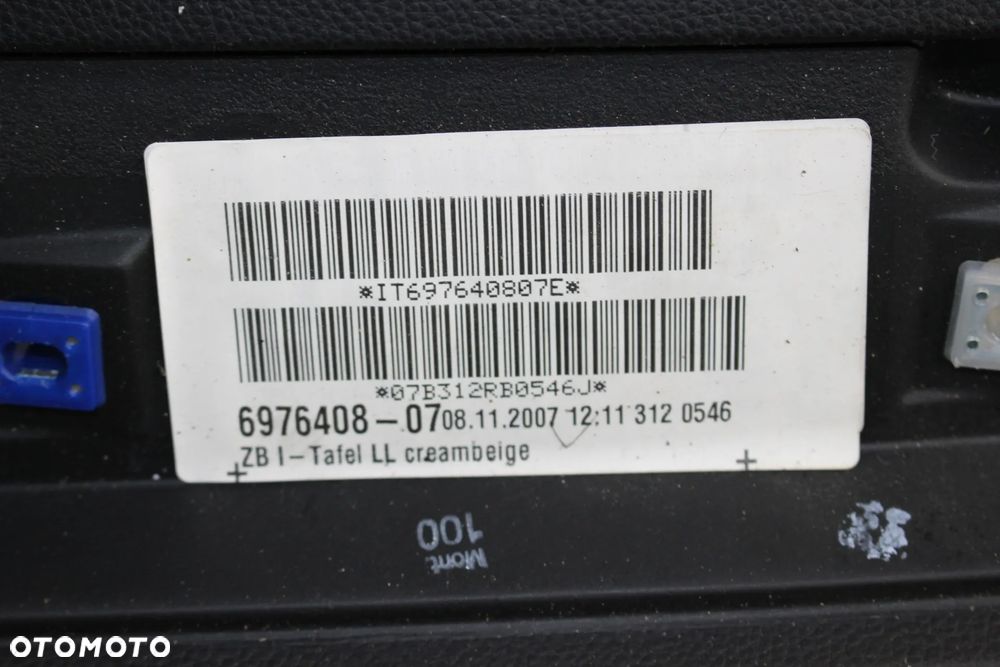 *IT697640807E*
*07B312RB0546J*
6976408-07 08.11.2007 12:11 312 0546
ZB I-Tafel LL creambeige
Mont.
100
OTOMOTO